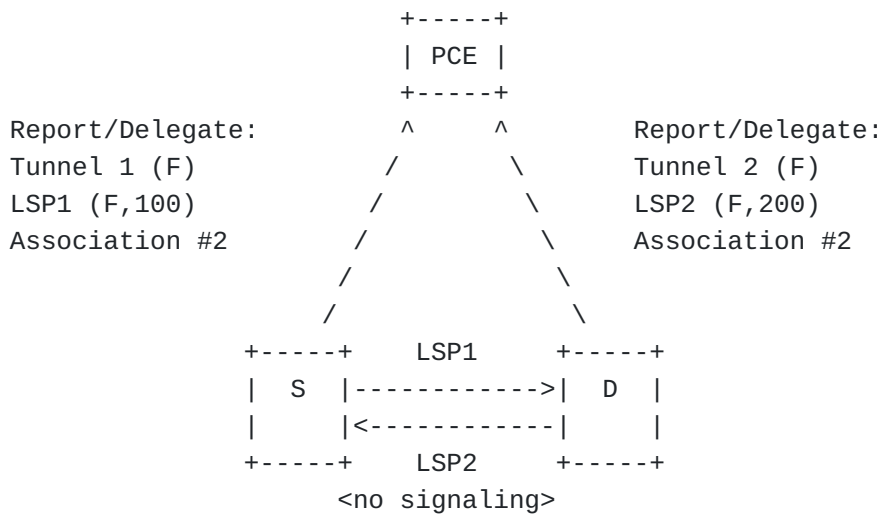 +-----+
| PCE |
+-----+
Report/Delegate: ^ ^ Report/Delegate:
Tunnel 1 (F) / \ Tunnel 2 (F)
LSP1 (F,100) / \ LSP2 (F,200)
Association #2 / \ Association #2
/ \
/ \
+-----+ LSP1 +-----+
| S |------------>| D |
| |<------------| |
+-----+ LSP2 +-----+
<no signaling>